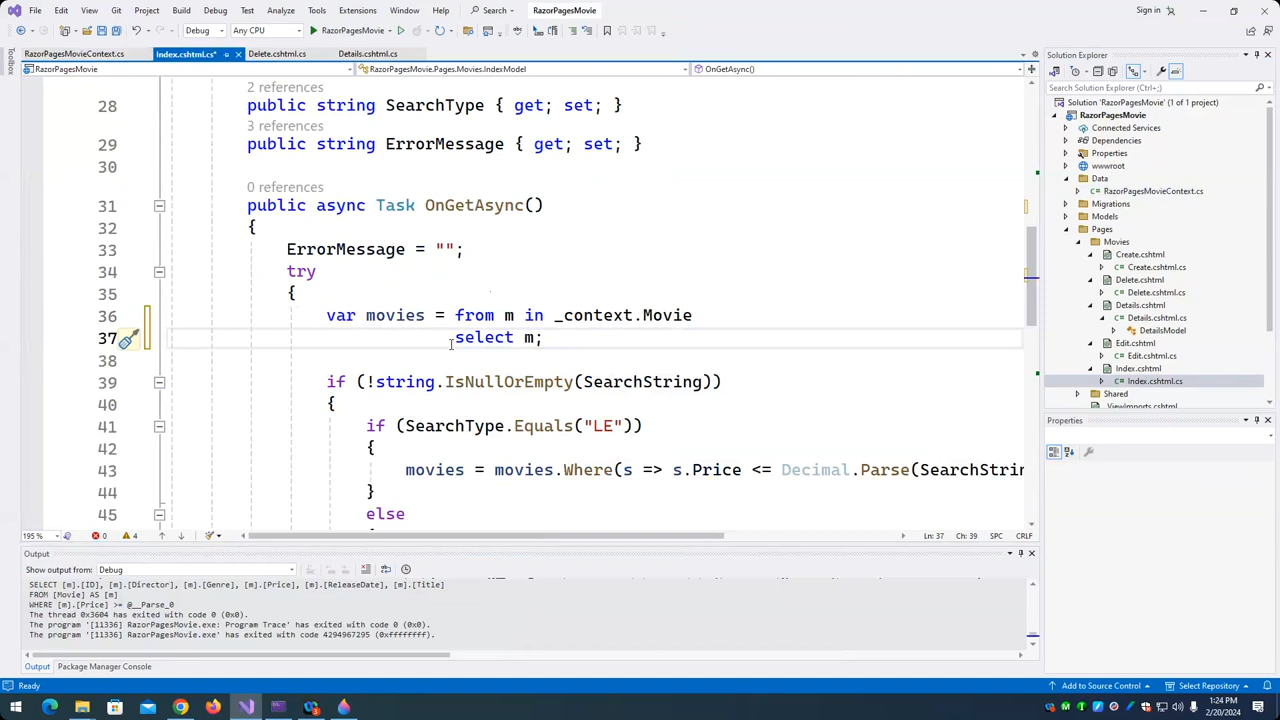 File Edit View Git Project Build Debug Test Analyze Tools Extensions Window Help Search RazorPagesMovie Sign in
Debug Any CPU RazorPagesMovie
RazorPagesMovieContext.cs Index.cshtml.cs* Delete.cshtml.cs Details.cshtml.cs
RazorPagesMovie RazorPagesMovie.Pages.Movies.IndexModel OnGetAsync()
Toolbox
2 references
28 public string SearchType { get; set; }
3 references
29 public string ErrorMessage { get; set; }
30
0 references
31 public async Task OnGetAsync()
32 {
33 ErrorMessage = "";
34 try
35 {
36 var movies = from m in _context.Movie
37 select m;
38
39 if (!string.IsNullOrEmpty(SearchString))
40 {
41 if (SearchType.Equals("LE"))
42 {
43 movies = movies.Where(s => s.Price <= Decimal.Parse(SearchStrin
44 }
45 else
195 % 0 4 Ln: 37 Ch: 39 SPC CRLF
Output
Show output from: Debug
SELECT [m].[ID], [m].[Director], [m].[Genre], [m].[Price], [m].[ReleaseDate], [m].[Title]
FROM [Movie] AS [m]
WHERE [m].[Price] >= @__Parse_0
The thread 0x3604 has exited with code 0 (0x0).
The program '[11336] RazorPagesMovie.exe: Program Trace' has exited with code 0 (0x0).
The program '[11336] RazorPagesMovie.exe' has exited with code 4294967295 (0xffffffff).
Output Package Manager Console
Solution Explorer
Search Solution Explorer (Ctrl+;)
Solution 'RazorPagesMovie' (1 of 1 project)
RazorPagesMovie
Connected Services
Dependencies
Properties
wwwroot
Data
RazorPagesMovieContext.cs
Migrations
Models
Pages
Movies
Create.cshtml
Create.cshtml.cs
Delete.cshtml
Delete.cshtml.cs
Details.cshtml
Details.cshtml.cs
DetailsModel
Edit.cshtml
Edit.cshtml.cs
Index.cshtml
Index.cshtml.cs
Shared
_ViewImports.cshtml
Properties
Ready Add to Source Control Select Repository
1:24 PM
2/20/2024